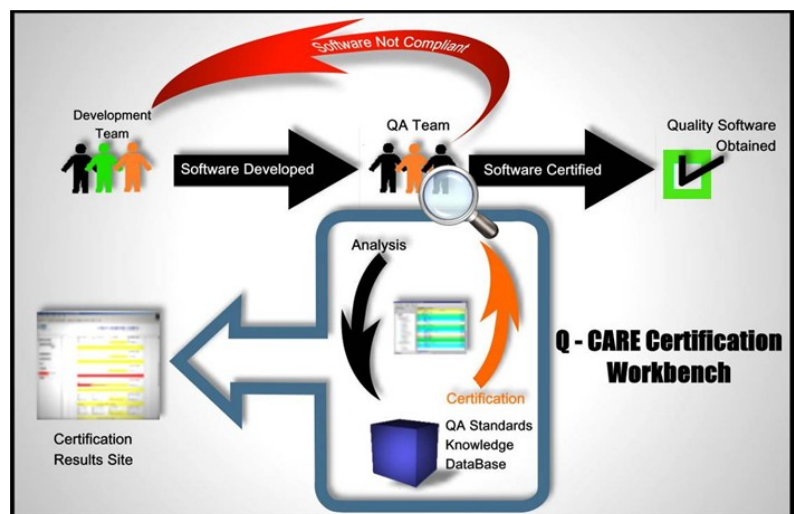 Software Not Compliant
Development
Team
QA Team
Quality Software
Obtained
Software Developed
Software Certified
Analysis
Q - CARE Certification
Workbench
Certification
QA Standards
Knowledge
DataBase
Certification
Results Site